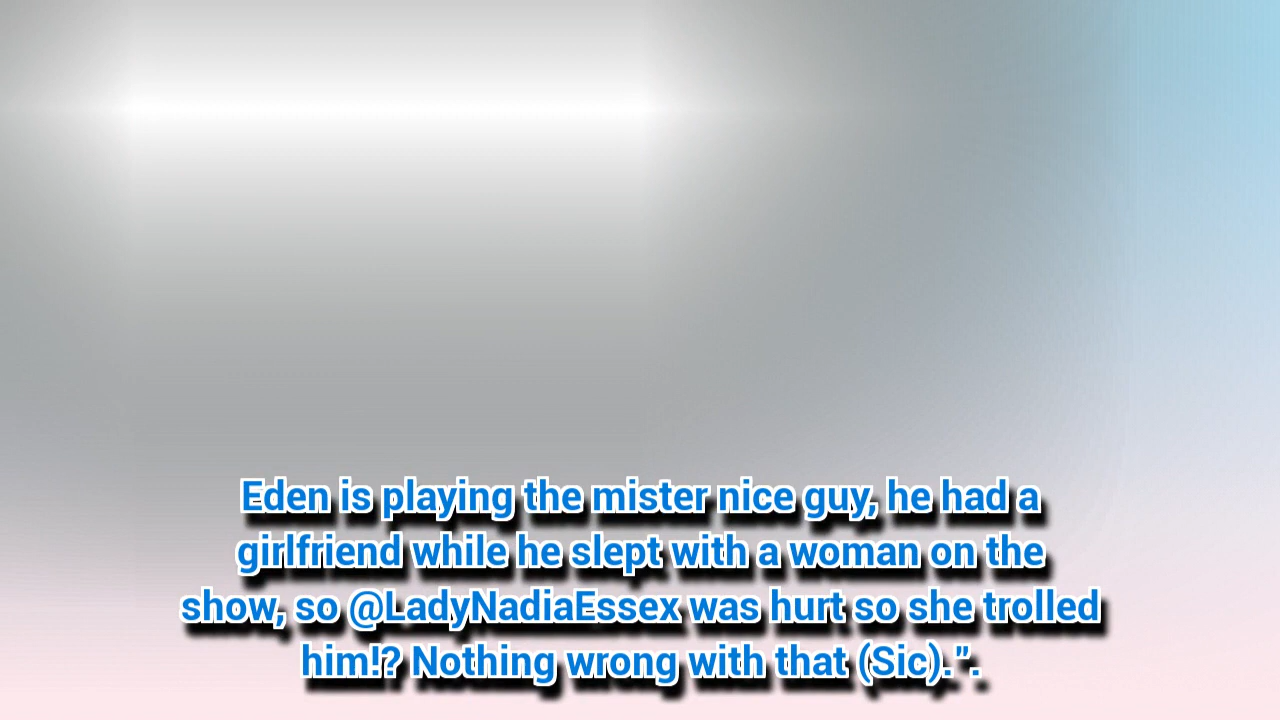 Eden is playing the mister nice guy, he had a
girlfriend while he slept with a woman on the
show, so @LadyNadiaEssex was hurt so she trolled
him!? Nothing wrong with that (Sic).”.